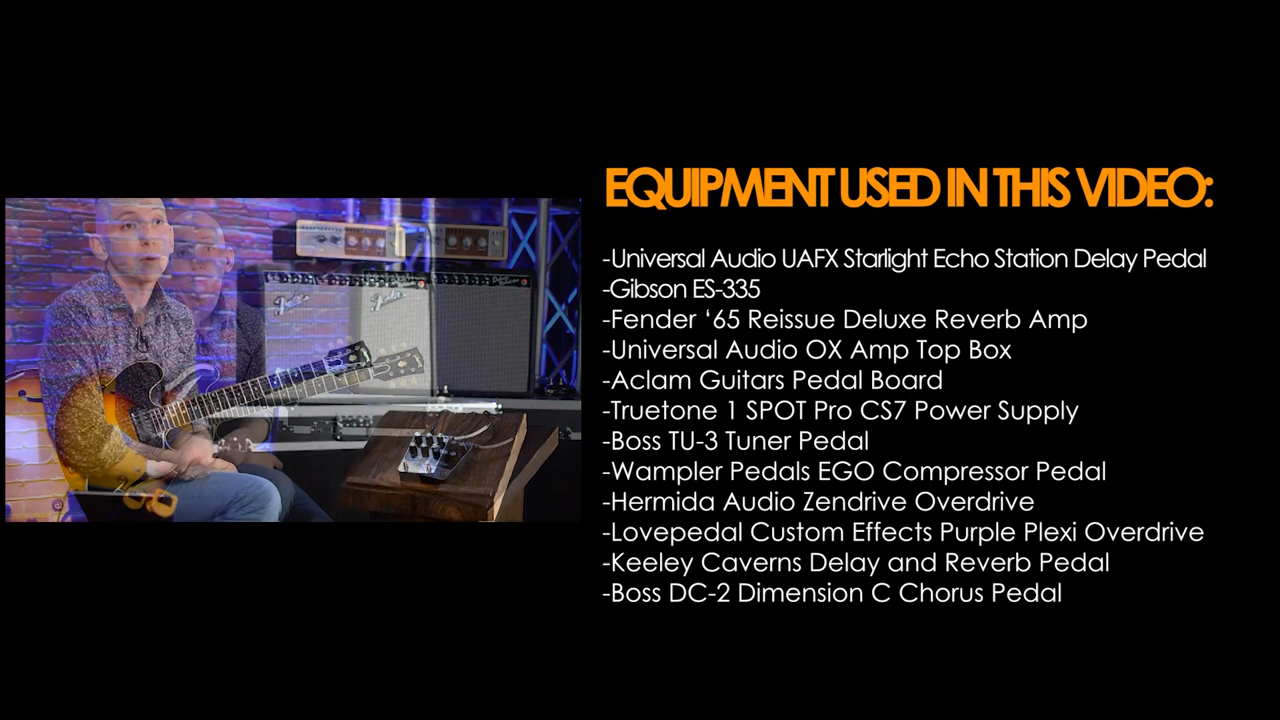 EQUIPMENT USED IN THIS VIDEO:
-Universal Audio UAFX Starlight Echo Station Delay Pedal
-Gibson ES-335
-Fender ‘65 Reissue Deluxe Reverb Amp
-Universal Audio OX Amp Top Box
-Aclam Guitars Pedal Board
-Truetone 1 SPOT Pro CS7 Power Supply
-Boss TU-3 Tuner Pedal
-Wampler Pedals EGO Compressor Pedal
-Hermida Audio Zendrive Overdrive
-Lovepedal Custom Effects Purple Plexi Overdrive
-Keeley Caverns Delay and Reverb Pedal
-Boss DC-2 Dimension C Chorus Pedal
Fender
Fender